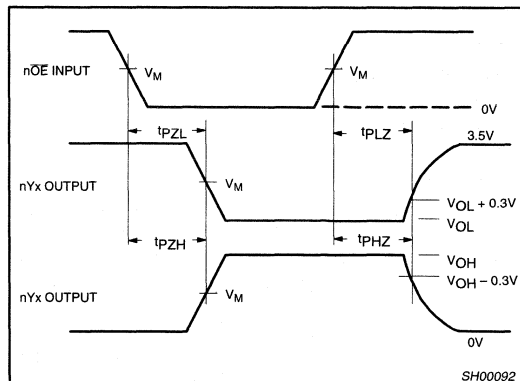 nOE INPUT
VM
VM
0V
tPZL
tPLZ
3.5V
nYx OUTPUT
VM
VOL + 0.3V
VOL
tPZH
tPHZ
VOH
VOH – 0.3V
nYx OUTPUT
VM
0V
SH00092